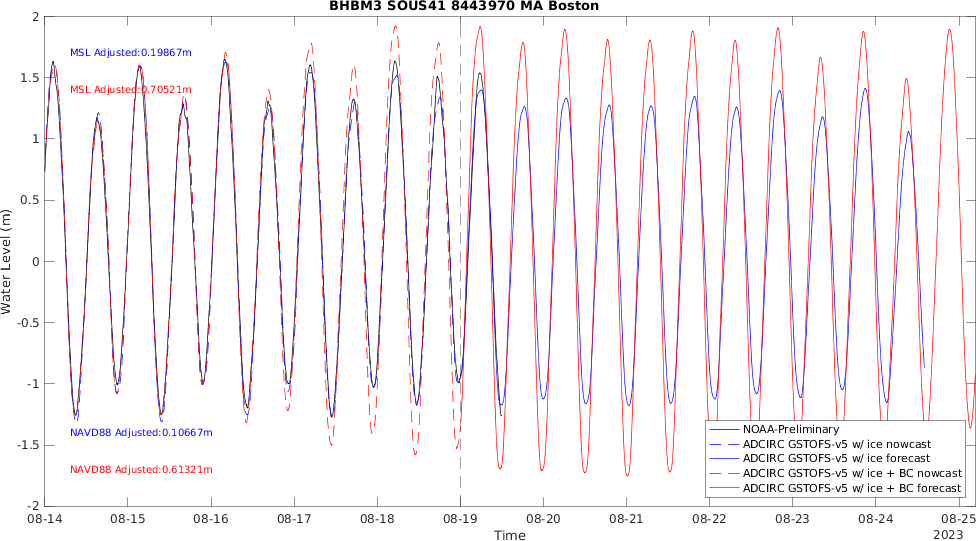 BHBM3 SOUS41 8443970 MA Boston
MSL Adjusted:0.19867m
MSL Adjusted:0.70521m
NAVD88 Adjusted:0.10667m
NAVD88 Adjusted:0.61321m
Water Level (m)
2
1.5
1
0.5
0
-0.5
-1
-1.5
-2
NOAA-Preliminary
ADCIRC GSTOFS-v5 w/ ice nowcast
ADCIRC GSTOFS-v5 w/ ice forecast
ADCIRC GSTOFS-v5 w/ ice + BC nowcast
ADCIRC GSTOFS-v5 w/ ice + BC forecast
08-14 08-15 08-16 08-17 08-18 08-19 08-20 08-21 08-22 08-23 08-24 08-25
Time
2023